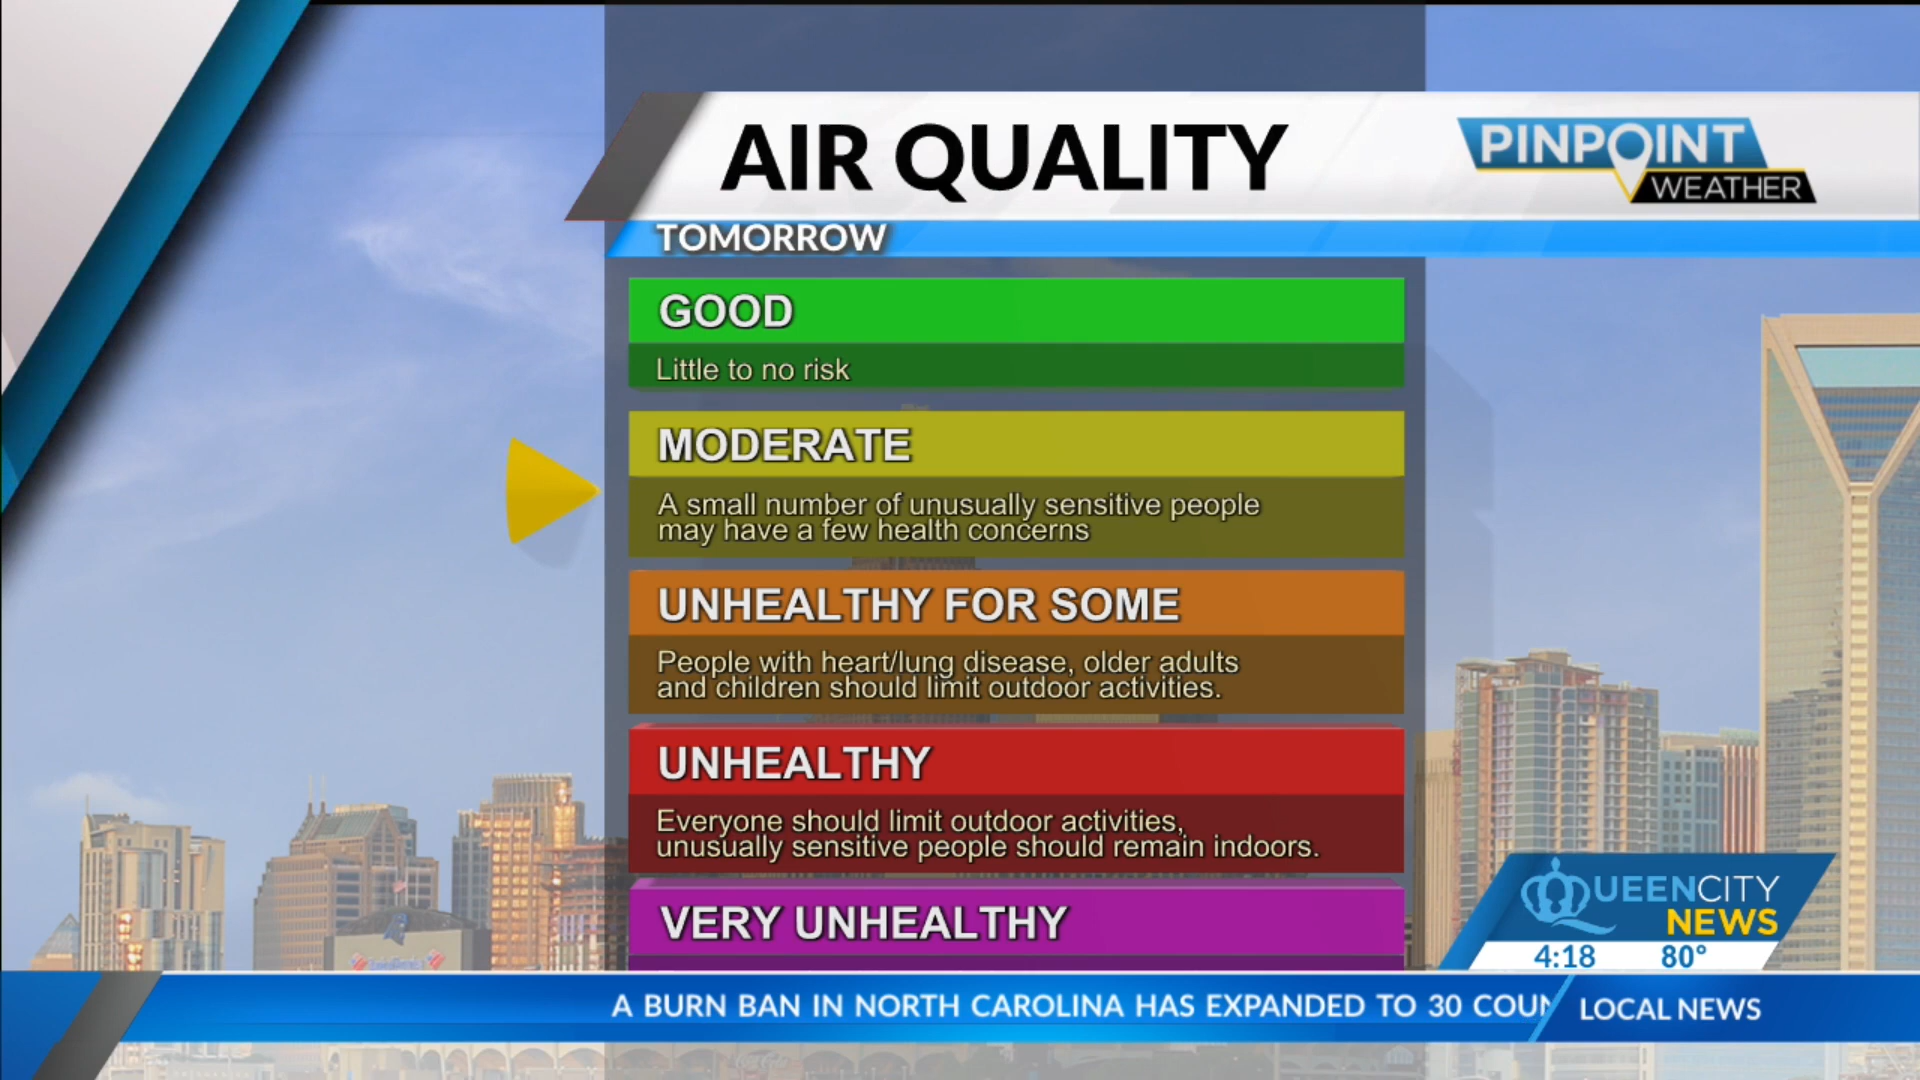 AIR QUALITY
PINPOINT
WEATHER
TOMORROW
GOOD
Little to no risk
MODERATE
A small number of unusually sensitive people
may have a few health concerns
UNHEALTHY FOR SOME
People with heart/lung disease, older adults
and children should limit outdoor activities.
UNHEALTHY
Everyone should limit outdoor activities,
unusually sensitive people should remain indoors.
VERY UNHEALTHY
QUEEN CITY
NEWS
4:18 80°
A BURN BAN IN NORTH CAROLINA HAS EXPANDED TO 30
LOCAL NEWS